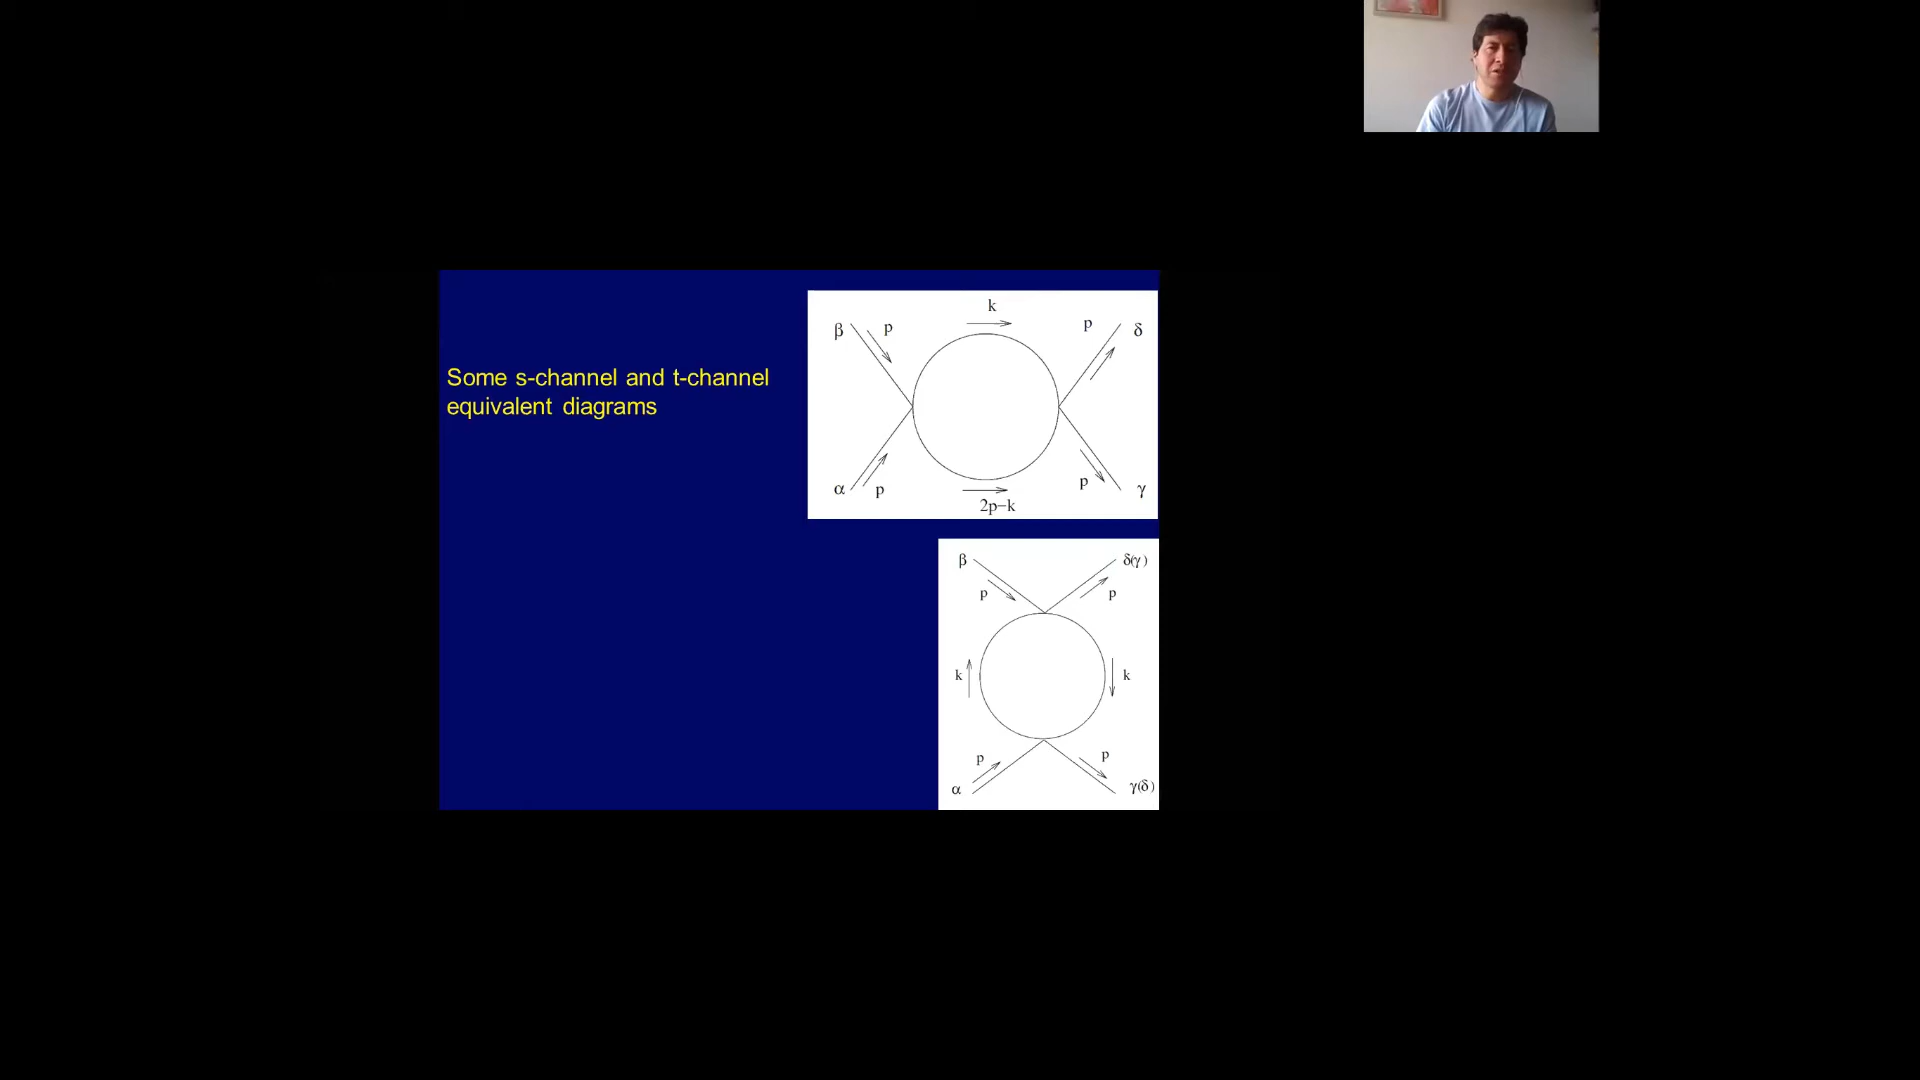 Some s-channel and t-channel
equivalent diagrams
k
β p p δ
α p p γ
2p−k
β δ(γ)
p p
k k
p p
α γ(δ)